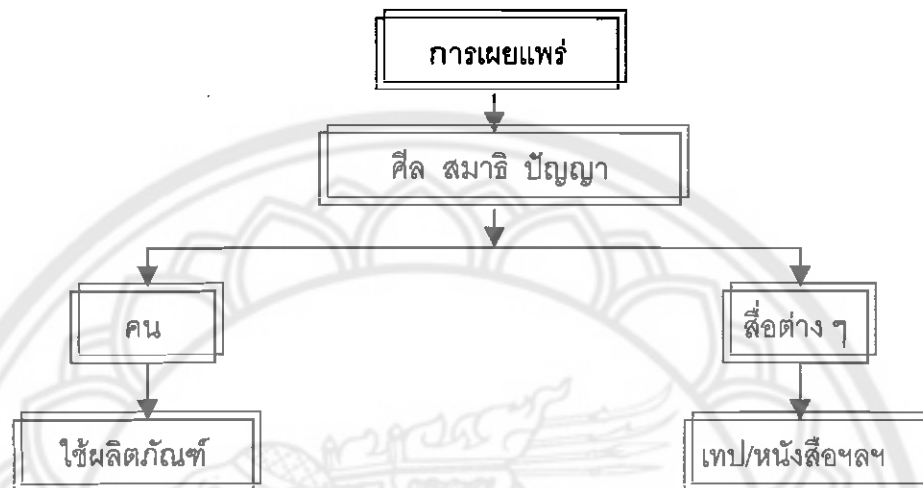 การเผยแพร่
ศีล สมาธิ ปัญญา
คน
สื่อต่าง ๆ
ใช้ผลิตภัณฑ์
เทป/หนังสือฯลฯ